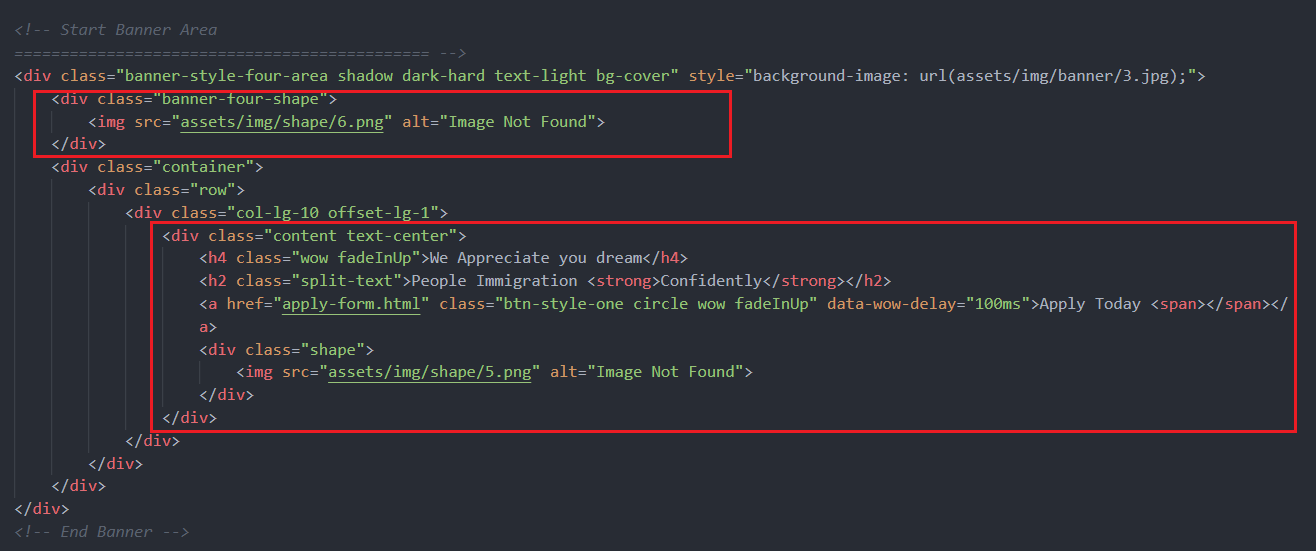 <!-- Start Banner Area
============================================= -->
<div class="banner-style-four-area shadow dark-hard text-light bg-cover" style="background-image: url(assets/img/banner/3.jpg);">
<div class="banner-four-shape">
<img src="assets/img/shape/6.png" alt="Image Not Found">
</div>
<div class="container">
<div class="row">
<div class="col-lg-10 offset-lg-1">
<div class="content text-center">
<h4 class="wow fadeInUp">We Appreciate you dream</h4>
<h2 class="split-text">People Immigration <strong>Confidently</strong></h2>
<a href="apply-form.html" class="btn-style-one circle wow fadeInUp" data-wow-delay="100ms">Apply Today <span></span></
a>
<div class="shape">
<img src="assets/img/shape/5.png" alt="Image Not Found">
</div>
</div>
</div>
</div>
</div>
</div>
<!-- End Banner -->